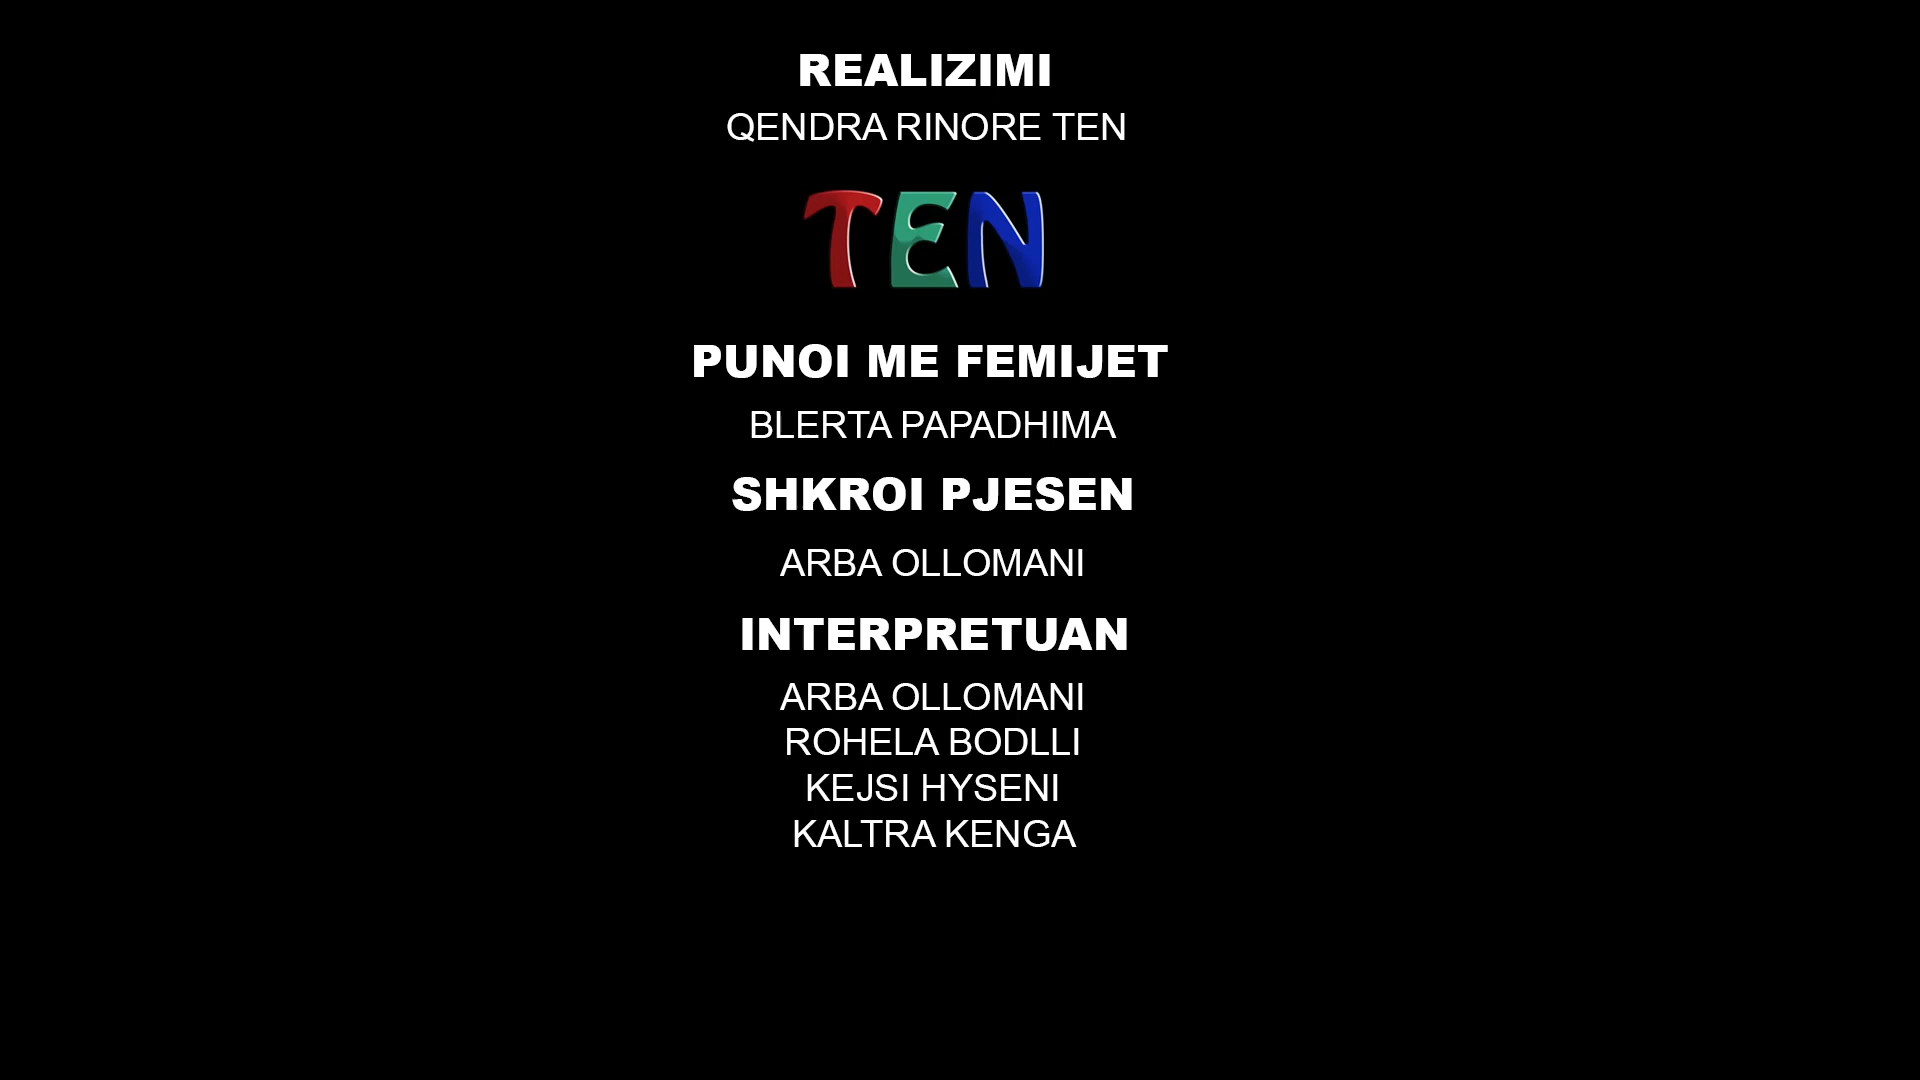 REALIZIMI
QENDRA RINORE TEN
TEN
PUNOI ME FEMIJET
BLERTA PAPADHIMA
SHKROI PJESEN
ARBA OLLOMANI
INTERPRETUAN
ARBA OLLOMANI
ROHELA BODLLI
KEJSI HYSENI
KALTRA KENGA